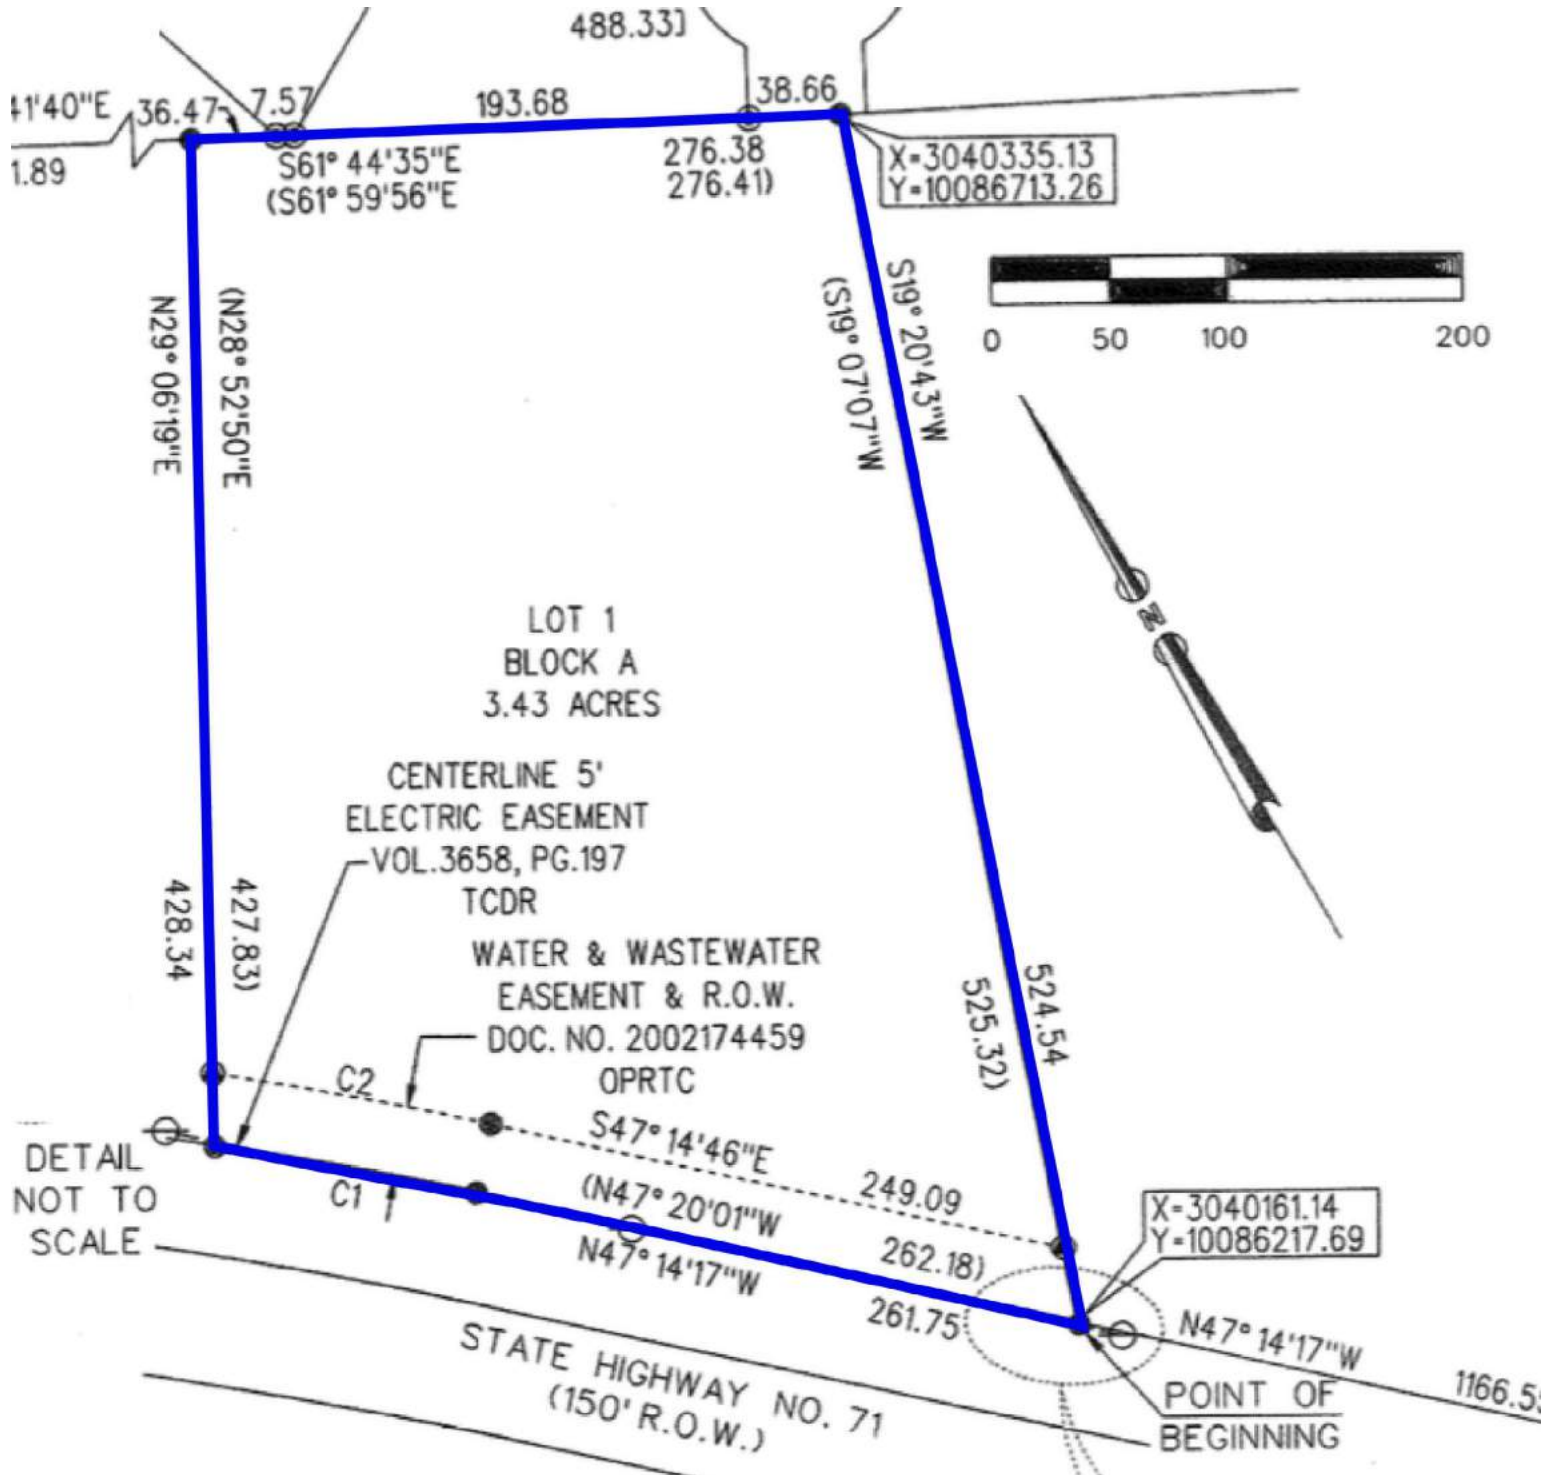 488.33]
41'40"E
36.47
7.57
193.68
38.66
1.89
S61° 44'35"E
(S61° 59'56"E
276.38
276.41)
X=3040335.13
Y=10086713.26
0 50 100 200
N29° 06'19"E
(N28° 52'50"E
S19° 20'43"W
(S19° 07'07"W
N
LOT 1
BLOCK A
3.43 ACRES
CENTERLINE 5'
ELECTRIC EASEMENT
VOL.3658, PG.197
TCDR
428.34
427.83)
WATER & WASTEWATER
EASEMENT & R.O.W.
DOC. NO. 2002174459
OPRTC
524.54
525.32)
C2
S47° 14'46"E
249.09
DETAIL
NOT TO
SCALE
C1
(N47° 20'01"W
262.18)
N47° 14'17"W
261.75
X=3040161.14
Y=10086217.69
N47° 14'17"W
1166.55
STATE HIGHWAY NO. 71
(150' R.O.W.)
POINT OF
BEGINNING